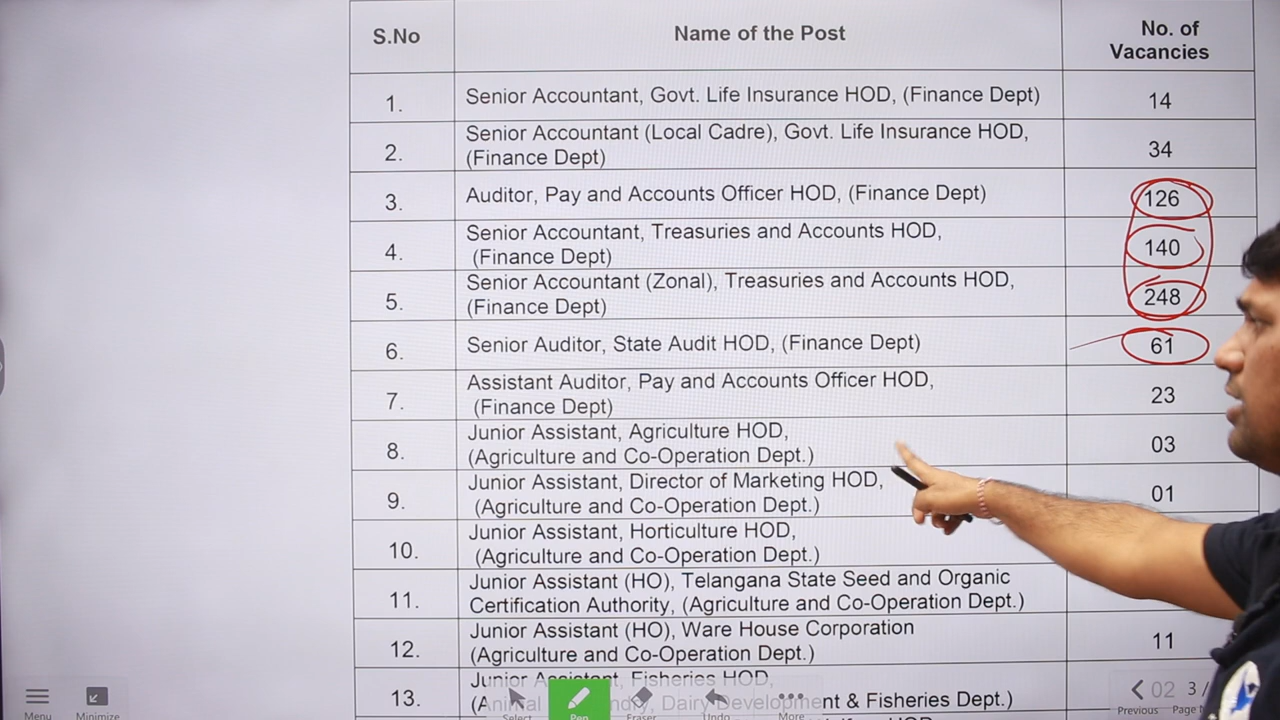 S.No
Name of the Post
No. of
Vacancies
1.
Senior Accountant, Govt. Life Insurance HOD, (Finance Dept)
14
2.
Senior Accountant (Local Cadre), Govt. Life Insurance HOD,
(Finance Dept)
34
3.
Auditor, Pay and Accounts Officer HOD, (Finance Dept)
126
4.
Senior Accountant, Treasuries and Accounts HOD,
(Finance Dept)
140
5.
Senior Accountant (Zonal), Treasuries and Accounts HOD,
(Finance Dept)
248
6.
Senior Auditor, State Audit HOD, (Finance Dept)
61
7.
Assistant Auditor, Pay and Accounts Officer HOD,
(Finance Dept)
23
8.
Junior Assistant, Agriculture HOD,
(Agriculture and Co-Operation Dept.)
03
9.
Junior Assistant, Director of Marketing HOD,
(Agriculture and Co-Operation Dept.)
01
10.
Junior Assistant, Horticulture HOD,
(Agriculture and Co-Operation Dept.)
11.
Junior Assistant (HO), Telangana State Seed and Organic
Certification Authority, (Agriculture and Co-Operation Dept.)
12.
Junior Assistant (HO), Ware House Corporation
(Agriculture and Co-Operation Dept.)
11
13.
Junior Assistant, Fisheries HOD,
Dairy Development & Fisheries Dept.)
02
3/
Menu
Minimize
Select
Pen
Eraser
Undo
More
Previous
Page